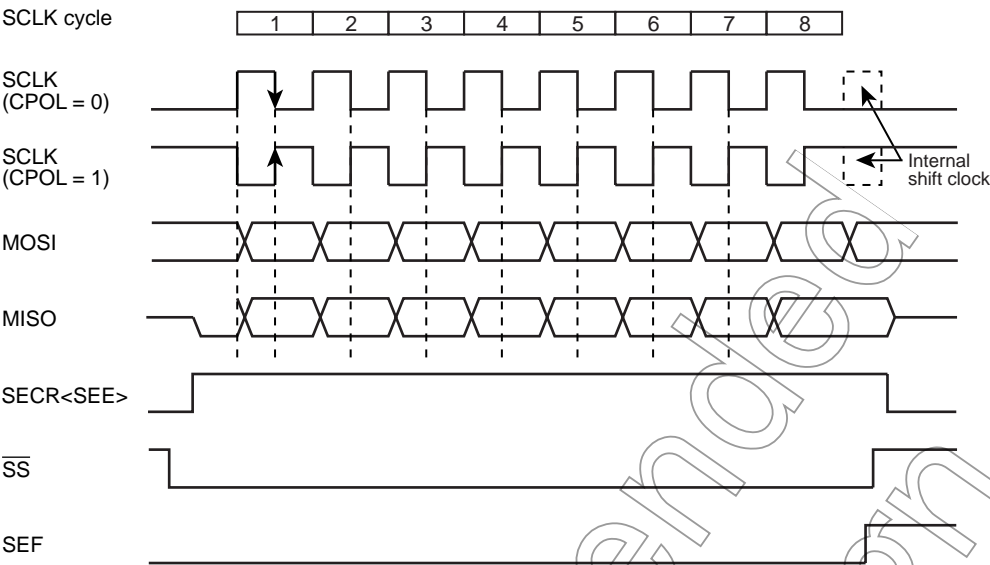 SCLK cycle
1 2 3 4 5 6 7 8
SCLK
(CPOL = 0)
SCLK
(CPOL = 1)
Internal
shift clock
MOSI
MISO
SECR<SEE>
SS
SEF